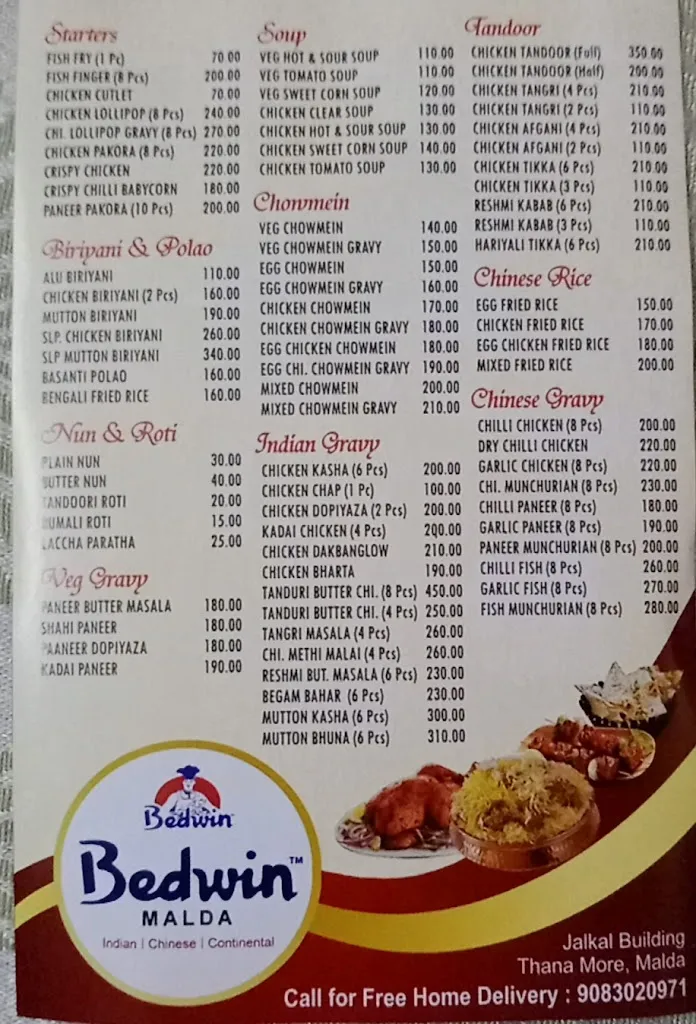 Starters
FISH FRY (1 Pc) 70.00
FISH FINGER (8 Pcs) 200.00
CHICKEN CUTLET 70.00
CHICKEN LOLLIPOP (8 Pcs) 240.00
CHI. LOLLIPOP GRAVY (8 Pcs) 270.00
CHICKEN PAKORA (8 Pcs) 220.00
CRISPY CHICKEN 220.00
CRISPY CHILLI BABYCORN 180.00
PANEER PAKORA (10 Pcs) 200.00
Biriyani & Polao
ALU BIRIYANI 110.00
CHICKEN BIRIYANI (2 Pcs) 160.00
MUTTON BIRIYANI 190.00
SLP. CHICKEN BIRIYANI 260.00
SLP MUTTON BIRIYANI 340.00
BASANTI POLAO 160.00
BENGALI FRIED RICE 160.00
Nun & Roti
PLAIN NUN 30.00
BUTTER NUN 40.00
TANDOORI ROTI 20.00
RUMALI ROTI 15.00
LACCHA PARATHA 25.00
Veg Gravy
PANEER BUTTER MASALA 180.00
SHAHI PANEER 180.00
PAANEER DOPIYAZA 180.00
KADAI PANEER 190.00
Soup
VEG HOT & SOUR SOUP 110.00
VEG TOMATO SOUP 110.00
VEG SWEET CORN SOUP 120.00
CHICKEN CLEAR SOUP 130.00
CHICKEN HOT & SOUR SOUP 130.00
CHICKEN SWEET CORN SOUP 140.00
CHICKEN TOMATO SOUP 130.00
Chowmein
VEG CHOWMEIN 140.00
VEG CHOWMEIN GRAVY 150.00
EGG CHOWMEIN 150.00
EGG CHOWMEIN GRAVY 160.00
CHICKEN CHOWMEIN 170.00
CHICKEN CHOWMEIN GRAVY 180.00
EGG CHICKEN CHOWMEIN 180.00
EGG CHI. CHOWMEIN GRAVY 190.00
MIXED CHOWMEIN 200.00
MIXED CHOWMEIN GRAVY 210.00
Indian Gravy
CHICKEN KASHA (6 Pcs) 200.00
CHICKEN CHAP (1 Pc) 100.00
CHICKEN DOPIYAZA (2 Pcs) 200.00
KADAI CHICKEN (4 Pcs) 200.00
CHICKEN DAKBANGLOW 210.00
CHICKEN BHARTA 190.00
TANDURI BUTTER CHI. (8 Pcs) 450.00
TANDURI BUTTER CHI. (4 Pcs) 250.00
TANGRI MASALA (4 Pcs) 260.00
CHI. METHI MALAI (4 Pcs) 260.00
RESHMI BUT. MASALA (6 Pcs) 230.00
BEGAM BAHAR (6 Pcs) 230.00
MUTTON KASHA (6 Pcs) 300.00
MUTTON BHUNA (6 Pcs) 310.00
Tandoor
CHICKEN TANDOOR (Full) 350.00
CHICKEN TANDOOR (Half) 200.00
CHICKEN TANGRI (4 Pcs) 210.00
CHICKEN TANGRI (2 Pcs) 110.00
CHICKEN AFGANI (4 Pcs) 210.00
CHICKEN AFGANI (2 Pcs) 110.00
CHICKEN TIKKA (6 Pcs) 210.00
CHICKEN TIKKA (3 Pcs) 110.00
RESHMI KABAB (6 Pcs) 210.00
RESHMI KABAB (3 Pcs) 110.00
HARIYALI TIKKA (6 Pcs) 210.00
Chinese Rice
EGG FRIED RICE 150.00
CHICKEN FRIED RICE 170.00
EGG CHICKEN FRIED RICE 180.00
MIXED FRIED RICE 200.00
Chinese Gravy
CHILLI CHICKEN (8 Pcs) 200.00
DRY CHILLI CHICKEN 220.00
GARLIC CHICKEN (8 Pcs) 220.00
CHI. MUNCHURIAN (8 Pcs) 230.00
CHILLI PANEER (8 Pcs) 180.00
GARLIC PANEER (8 Pcs) 190.00
PANEER MUNCHURIAN (8 Pcs) 200.00
CHILLI FISH (8 Pcs) 260.00
GARLIC FISH (8 Pcs) 270.00
FISH MUNCHURIAN (8 Pcs) 280.00
Bedwin
Bedwin™
MALDA
Indian | Chinese | Continental
Jalkal Building
Thana More, Malda
Call for Free Home Delivery : 9083020971